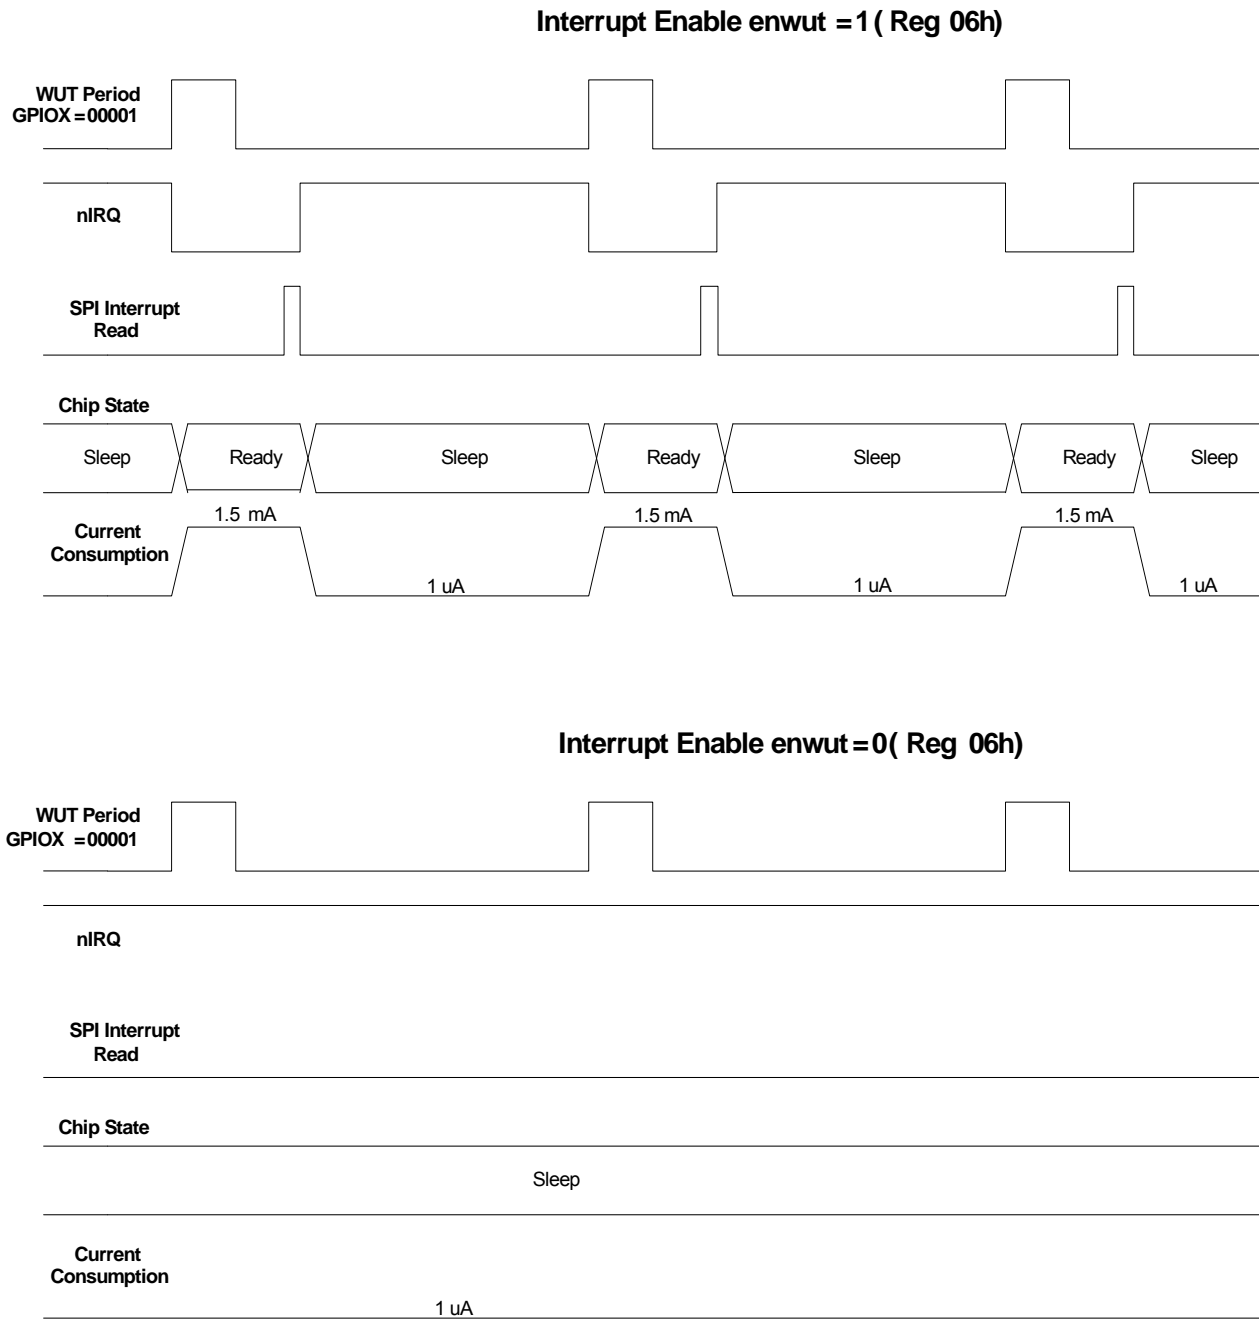 Interrupt Enable enwut =1( Reg 06h)
WUT Period
GPIOX=00001
nIRQ
SPI Interrupt
Read
Chip State
Sleep Ready Sleep Ready Sleep Ready Sleep
1.5 mA 1.5 mA 1.5 mA
Current
Consumption
1 uA 1 uA 1 uA
Interrupt Enable enwut=0( Reg 06h)
WUT Period
GPIOX =00001
nIRQ
SPI Interrupt
Read
Chip State
Sleep
Current
Consumption
1 uA